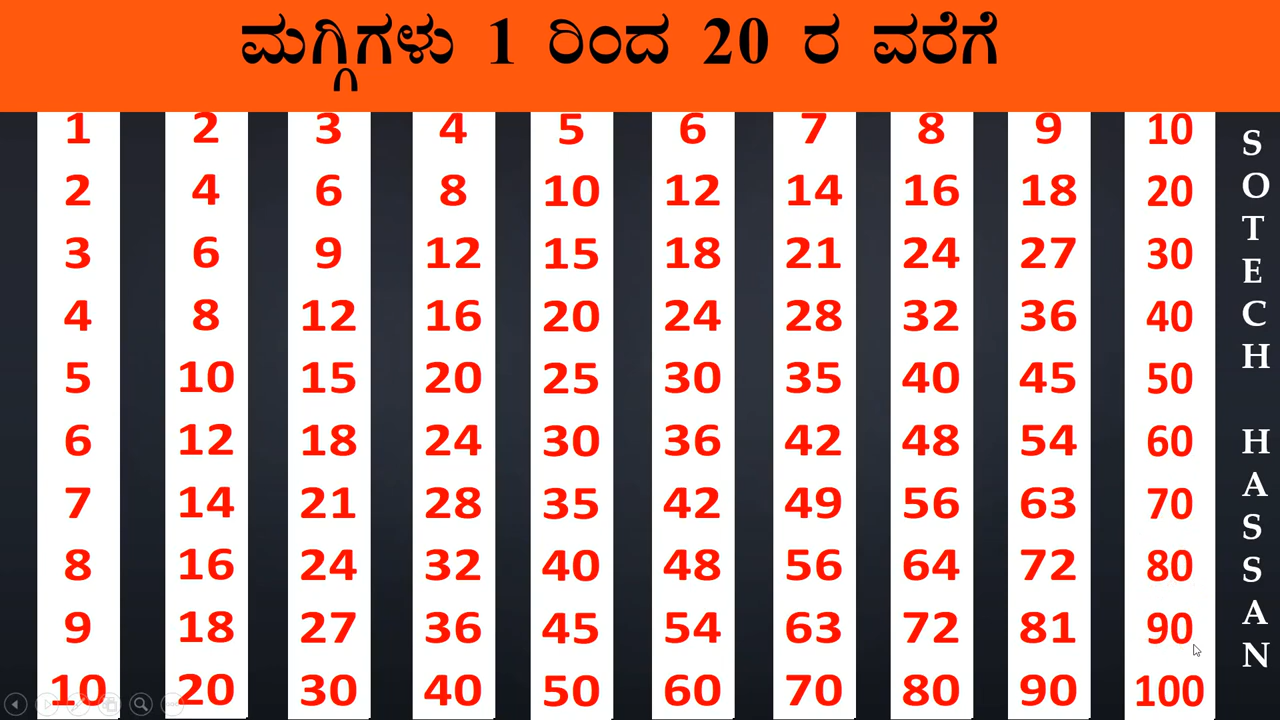 ಮಗ್ಗಿಗಳು 1 ರಿಂದ 20 ರ ವರೆಗೆ
1 2 3 4 5 6 7 8 9 10
2 4 6 8 10 12 14 16 18 20
3 6 9 12 15 18 21 24 27 30
4 8 12 16 20 24 28 32 36 40
5 10 15 20 25 30 35 40 45 50
6 12 18 24 30 36 42 48 54 60
7 14 21 28 35 42 49 56 63 70
8 16 24 32 40 48 56 64 72 80
9 18 27 36 45 54 63 72 81 90
10 20 30 40 50 60 70 80 90 100
SOTECH HASSAN